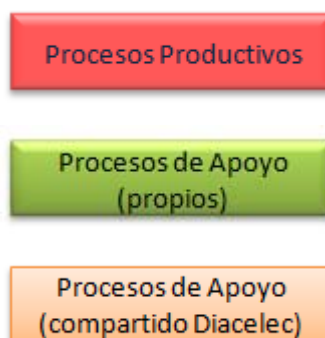 Procesos Productivos
Procesos de Apoyo
(propios)
Procesos de Apoyo
(compartido Diacelec)